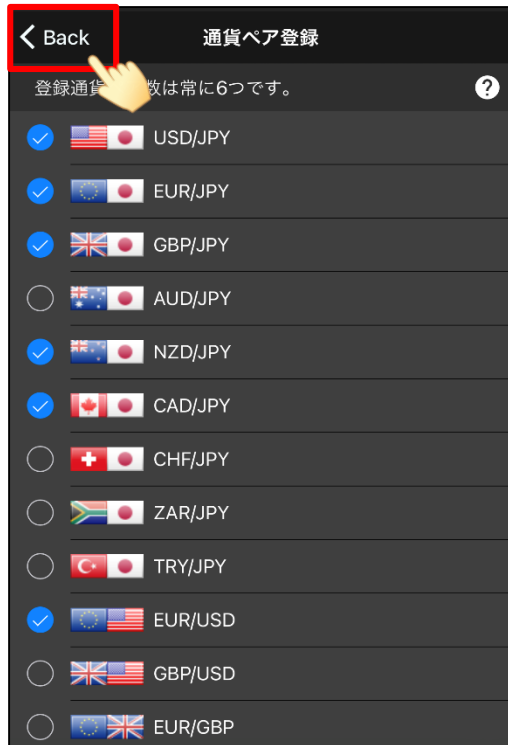 Back
通貨ペア登録
登録通貨 数は常に6つです。
?
USD/JPY
EUR/JPY
GBP/JPY
AUD/JPY
NZD/JPY
CAD/JPY
CHF/JPY
ZAR/JPY
TRY/JPY
EUR/USD
GBP/USD
EUR/GBP